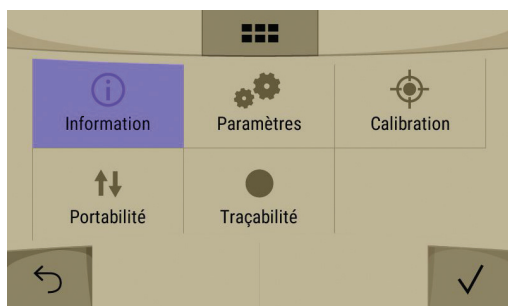 Information
Paramètres
Calibration
Portabilité
Traçabilité